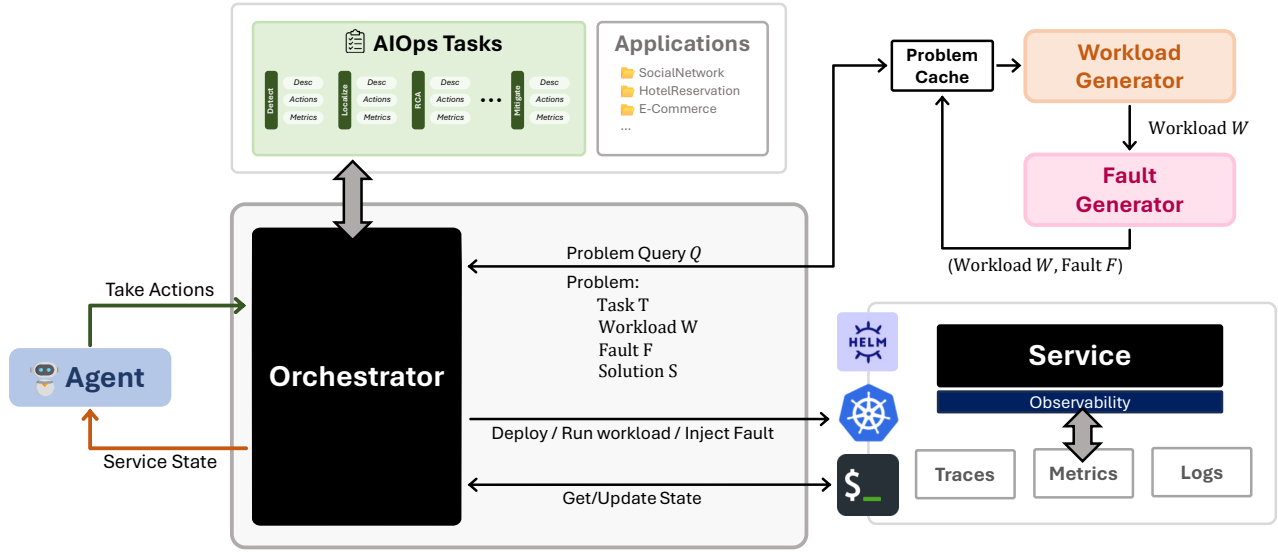 AIOps Tasks
Detect
Desc
Actions
Metrics
Localize
Desc
Actions
Metrics
RCA
Desc
Actions
Metrics
...
Mitigate
Desc
Actions
Metrics
Applications
SocialNetwork
HotelReservation
E-Commerce
...
Problem
Cache
Workload
Generator
Workload W
Fault
Generator
(Workload W, Fault F)
Problem Query Q
Problem:
Task T
Workload W
Fault F
Solution S
Take Actions
Agent
Service State
Orchestrator
Deploy / Run workload / Inject Fault
Get/Update State
HELM
$_
Service
Observability
Traces
Metrics
Logs